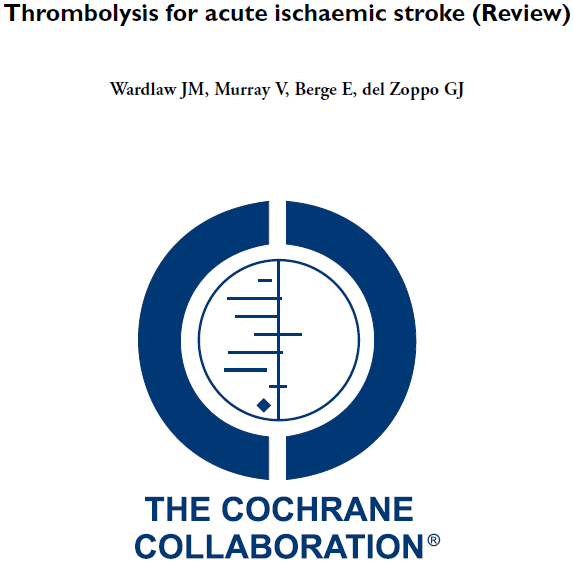 Thrombolysis for acute ischaemic stroke (Review)
Wardlaw JM, Murray V, Berge E, del Zoppo GJ
THE COCHRANE
COLLABORATION®